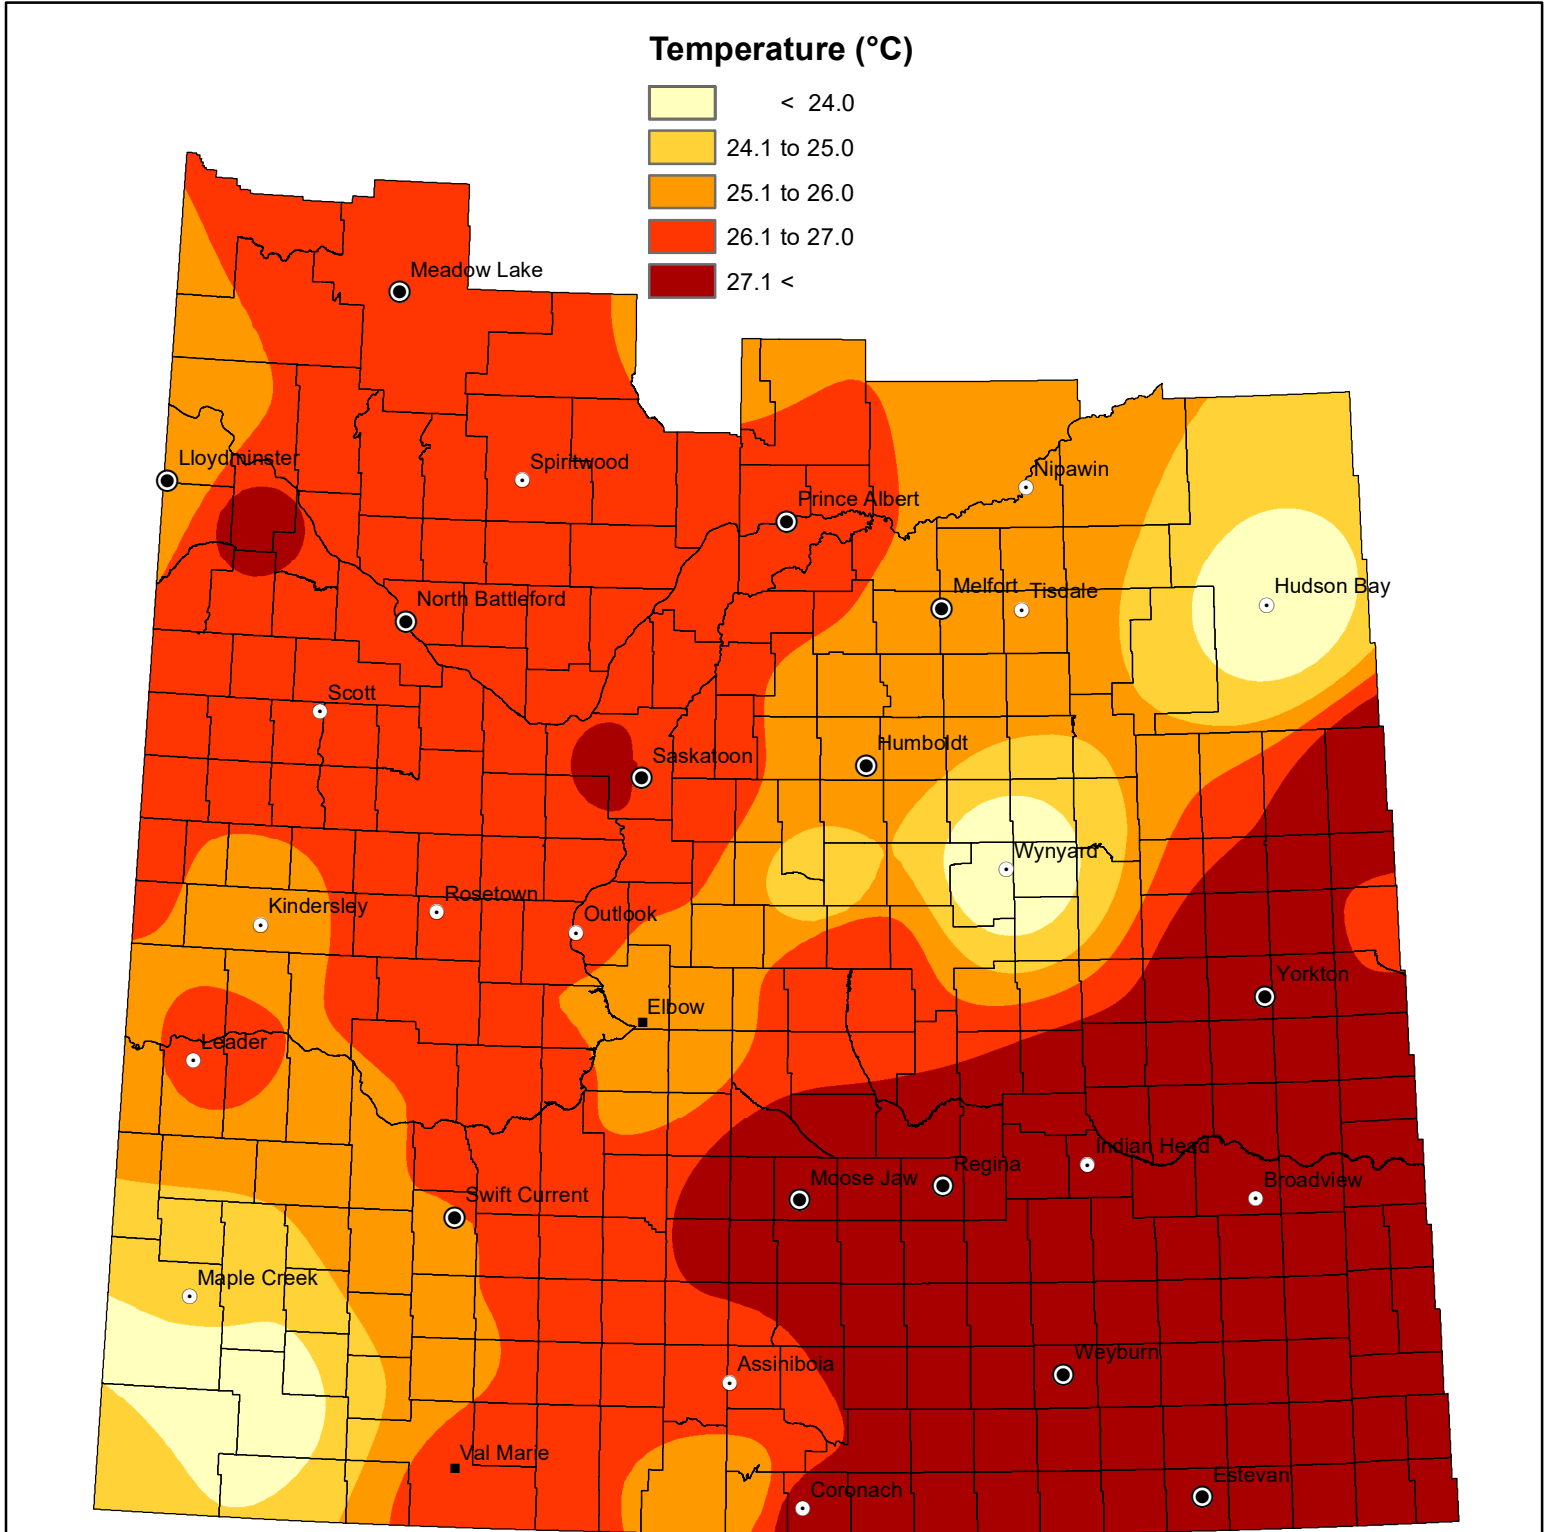 Temperature (°C)
< 24.0
24.1 to 25.0
25.1 to 26.0
26.1 to 27.0
27.1 <
Meadow Lake
Lloydminster
Spiritwood
Nipawin
Prince Albert
Hudson Bay
Melfort
Tisdale
North Battleford
Scott
Humboldt
Saskatoon
Wynyard
Rosetown
Kindersley
Outlook
Yorkton
Elbow
Leader
Indian Head
Regina
Moose Jaw
Broadview
Swift Current
Maple Creek
Weyburn
Assiniboia
Val Marie
Estevan
Coronach